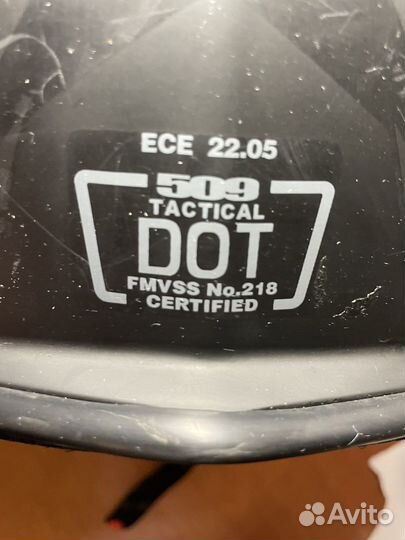 ECE 22.05
509
TACTICAL
DOT
FMVSS No.218
CERTIFIED
Avito